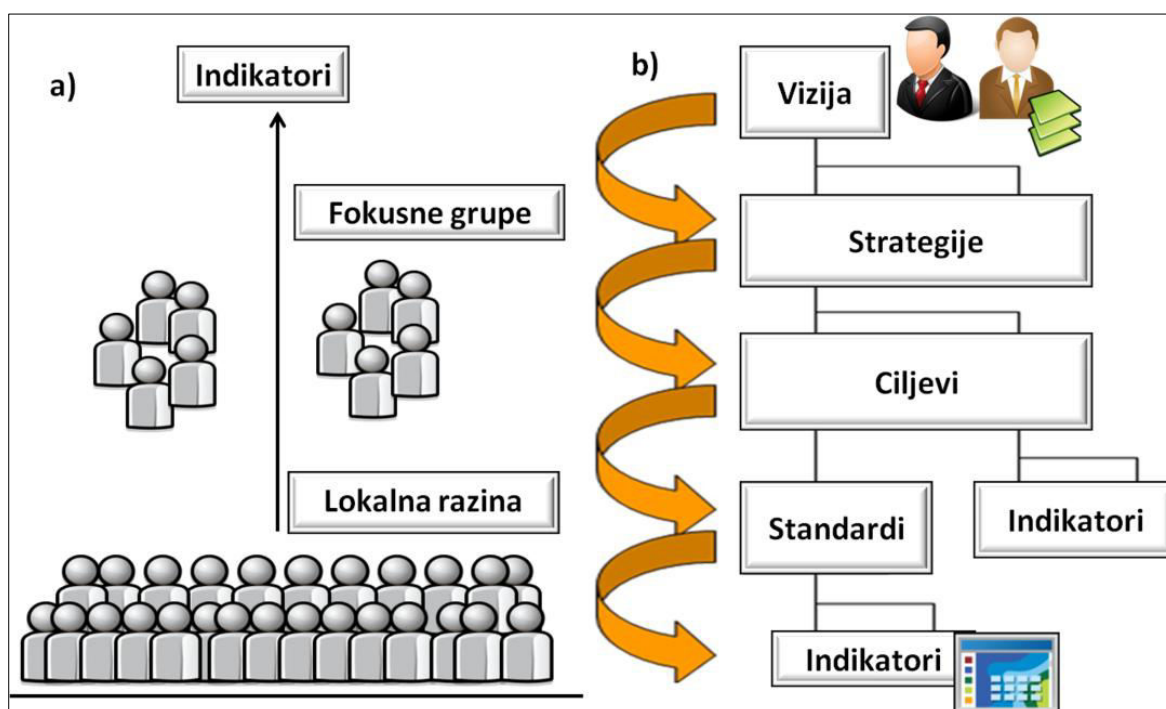 a)
Indikatori
Fokusne grupe
Lokalna razina
b)
Vizija
Strategije
Ciljevi
Standardi
Indikatori
Indikatori